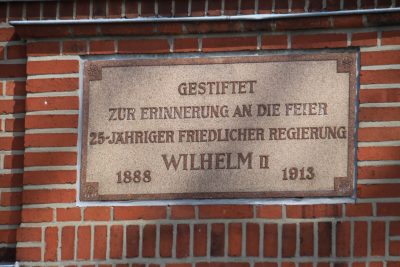 GESTIFTET
ZUR ERINNERUNG AN DIE FEIER
25-JÄHRIGER FRIEDLICHER REGIERUNG
WILHELM II
1888 1913